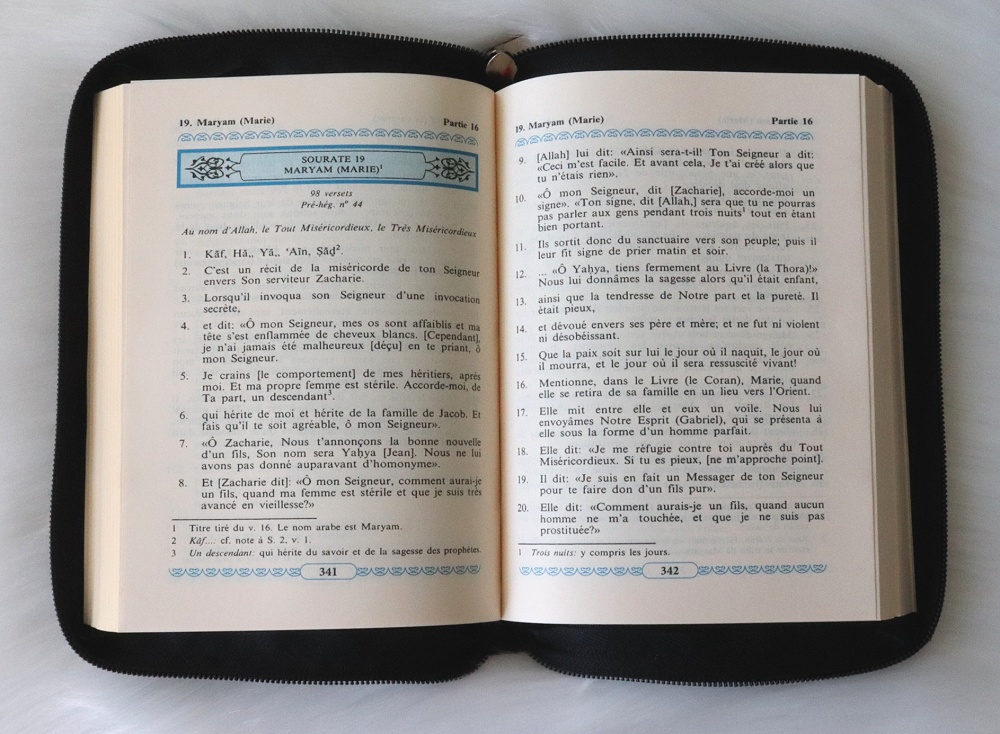 19. Maryam (Marie)
Partie 16
SOURATE 19
MARYAM (MARIE)¹
98 versets
Pré-hég. n° 44
Au nom d'Allah, le Tout Miséricordieux, le Très Miséricordieux
1. Kāf, Hā,, Yā,, ‘Aīn, Ṣāḍ².
2. C'est un récit de la miséricorde de ton Seigneur
envers Son serviteur Zacharie.
3. Lorsqu'il invoqua son Seigneur d'une invocation
secrète,
4. et dit: «Ô mon Seigneur, mes os sont affaiblis et ma
tête s'est enflammée de cheveux blancs. [Cependant],
je n'ai jamais été malheureux [déçu] en te priant, ô
mon Seigneur.
5. Je crains [le comportement] de mes héritiers, après
moi. Et ma propre femme est stérile. Accorde-moi, de
Ta part, un descendant³.
6. qui hérite de moi et hérite de la famille de Jacob. Et
fais qu'il te soit agréable, ô mon Seigneur».
7. «Ô Zacharie, Nous t'annonçons la bonne nouvelle
d'un fils, Son nom sera Yaḥya [Jean]. Nous ne lui
avons pas donné auparavant d'homonyme».
8. Et [Zacharie dit]: «Ô mon Seigneur, comment aurai-je
un fils, quand ma femme est stérile et que je suis très
avancé en vieillesse?»
1 Titre tiré du v. 16. Le nom arabe est Maryam.
2 Kāf.... cf. note à S. 2, v. 1.
3 Un descendant: qui hérite du savoir et de la sagesse des prophètes.
341
19. Maryam (Marie)
Partie 16
9. [Allah] lui dit: «Ainsi sera-t-il! Ton Seigneur a dit:
«Ceci m'est facile. Et avant cela, Je t'ai créé alors que
tu n'étais rien».
10. «Ô mon Seigneur, dit [Zacharie], accorde-moi un
signe». «Ton signe, dit [Allah,] sera que tu ne pourras
pas parler aux gens pendant trois nuits¹ tout en étant
bien portant.
11. Ils sortit donc du sanctuaire vers son peuple; puis il
leur fit signe de prier matin et soir.
12. ... «Ô Yaḥya, tiens fermement au Livre (la Thora)!»
Nous lui donnâmes la sagesse alors qu'il était enfant,
13. ainsi que la tendresse de Notre part et la pureté. Il
était pieux,
14. et dévoué envers ses père et mère; et ne fut ni violent
ni désobéissant.
15. Que la paix soit sur lui le jour où il naquit, le jour où
il mourra, et le jour où il sera ressuscité vivant!
16. Mentionne, dans le Livre (le Coran), Marie, quand
elle se retira de sa famille en un lieu vers l'Orient.
17. Elle mit entre elle et eux un voile. Nous lui
envoyâmes Notre Esprit (Gabriel), qui se présenta à
elle sous la forme d'un homme parfait.
18. Elle dit: «Je me réfugie contre toi auprès du Tout
Miséricordieux. Si tu es pieux, [ne m'approche point].
19. Il dit: «Je suis en fait un Messager de ton Seigneur
pour te faire don d'un fils pur».
20. Elle dit: «Comment aurais-je un fils, quand aucun
homme ne m'a touchée, et que je ne suis pas
prostituée?»
1 Trois nuits: y compris les jours.
342